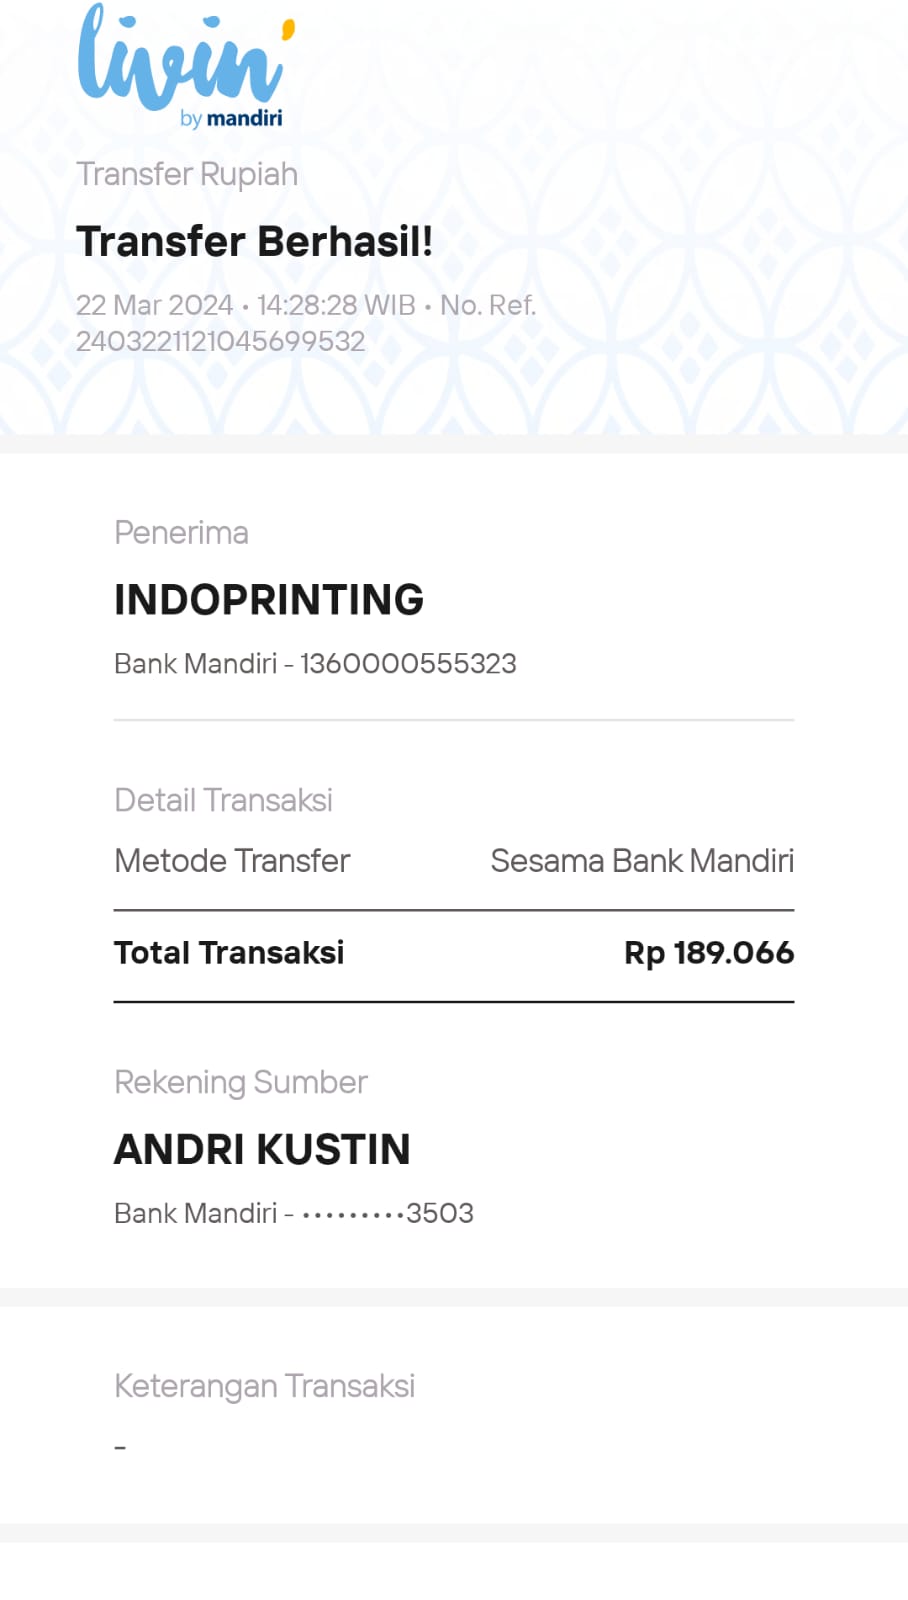 livin'
by mandiri
Transfer Rupiah
Transfer Berhasil!
22 Mar 2024 • 14:28:28 WIB • No. Ref.
2403221121045699532
Penerima
INDOPRINTING
Bank Mandiri - 1360000555323
Detail Transaksi
Metode Transfer Sesama Bank Mandiri
Total Transaksi Rp 189.066
Rekening Sumber
ANDRI KUSTIN
Bank Mandiri - •••••••••3503
Keterangan Transaksi
-